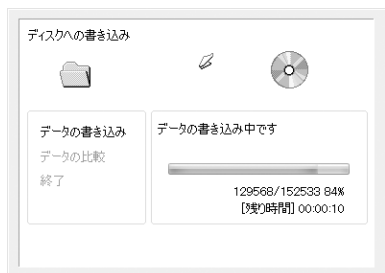 ディスクへの書き込み
データの書き込み
データの比較
終了
データの書き込み中です
129568/152533 84%
[残り時間] 00:00:10